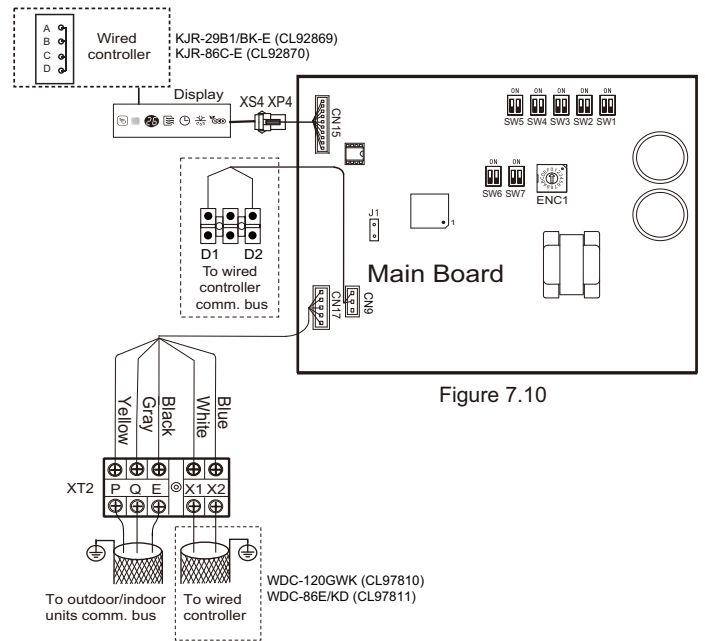 A
B
C
D
Wired
controller
KJR-29B1/BK-E (CL92869)
KJR-86C-E (CL92870)
Display
XS4 XP4
26
CN15
ON ON ON ON ON
SW5 SW4 SW3 SW2 SW1
ON ON
SW6 SW7
ENC1
J1
1
D1 D2
To wired
controller
comm. bus
Main Board
CN17
CN9
Figure 7.10
Yellow
Gray
Black
White
Blue
XT2
P Q E X1 X2
To outdoor/indoor
units comm. bus
To wired
controller
WDC-120GWK (CL97810)
WDC-86E/KD (CL97811)